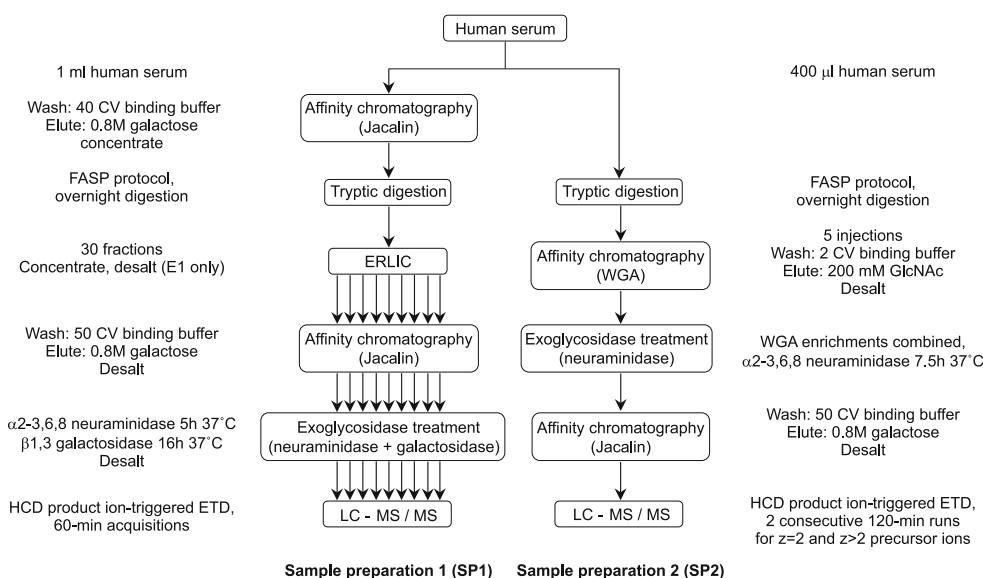 Human serum
1 ml human serum
400 µl human serum
Wash: 40 CV binding buffer
Elute: 0.8M galactose
concentrate
Affinity chromatography
(Jacalin)
FASP protocol,
overnight digestion
Tryptic digestion
Tryptic digestion
FASP protocol,
overnight digestion
30 fractions
Concentrate, desalt (E1 only)
ERLIC
Affinity chromatography
(WGA)
5 injections
Wash: 2 CV binding buffer
Elute: 200 mM GlcNAc
Desalt
Wash: 50 CV binding buffer
Elute: 0.8M galactose
Desalt
Affinity chromatography
(Jacalin)
Exoglycosidase treatment
(neuraminidase)
WGA enrichments combined,
α2-3,6,8 neuraminidase 7.5h 37˚C
α2-3,6,8 neuraminidase 5h 37˚C
β1,3 galactosidase 16h 37˚C
Desalt
Exoglycosidase treatment
(neuraminidase + galactosidase)
Affinity chromatography
(Jacalin)
Wash: 50 CV binding buffer
Elute: 0.8M galactose
Desalt
HCD product ion-triggered ETD,
60-min acquisitions
LC - MS / MS
LC - MS / MS
HCD product ion-triggered ETD,
2 consecutive 120-min runs
for z=2 and z>2 precursor ions
Sample preparation 1 (SP1)
Sample preparation 2 (SP2)